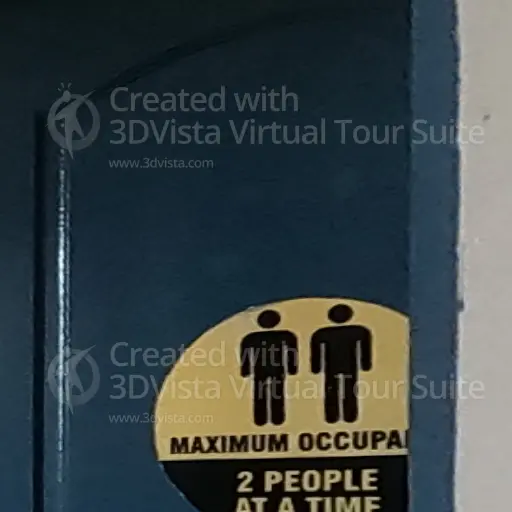 Created with
3DVista Virtual Tour Suite
www.3dvista.com
Created with
3DVista Virtual Tour Suite
www.3dvista.com
MAXIMUM OCCUPA
2 PEOPLE
AT A TIME